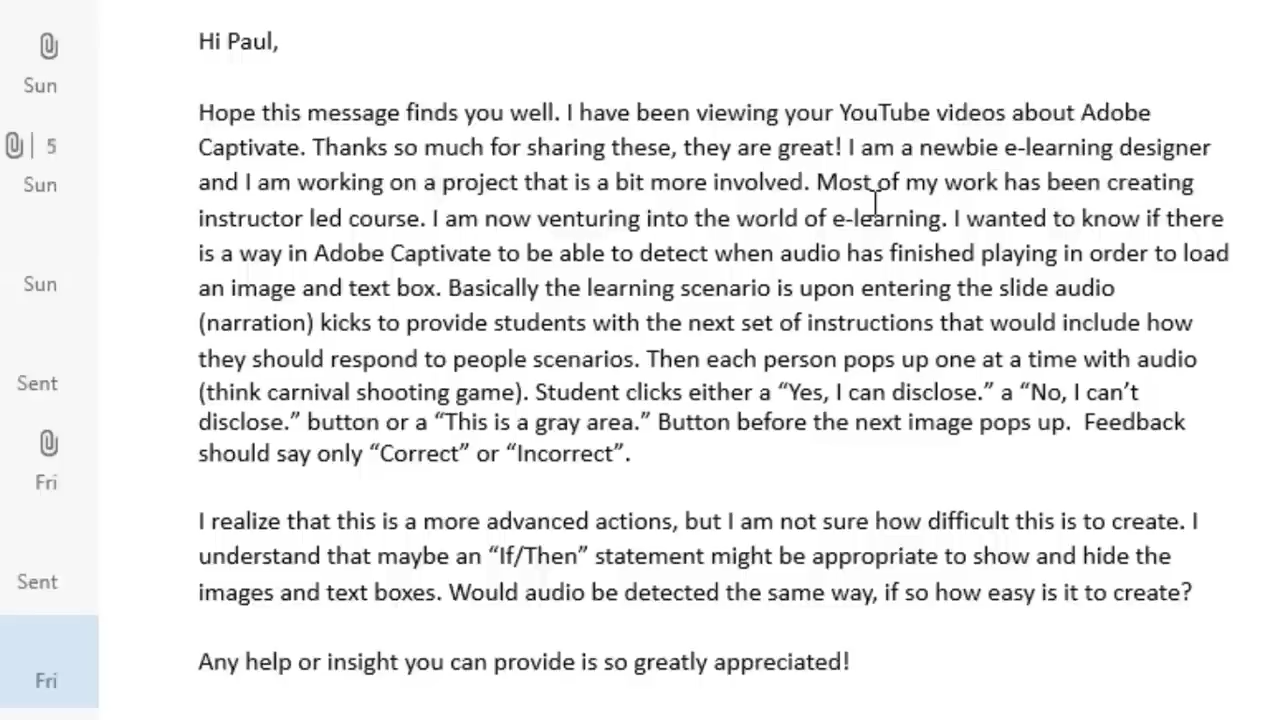 Hi Paul,
Sun
Hope this message finds you well. I have been viewing your YouTube videos about Adobe
5
Captivate. Thanks so much for sharing these, they are great! I am a newbie e-learning designer
Sun
and I am working on a project that is a bit more involved. Most of my work has been creating
instructor led course. I am now venturing into the world of e-learning. I wanted to know if there
is a way in Adobe Captivate to be able to detect when audio has finished playing in order to load
Sun
an image and text box. Basically the learning scenario is upon entering the slide audio
(narration) kicks to provide students with the next set of instructions that would include how
they should respond to people scenarios. Then each person pops up one at a time with audio
Sent
(think carnival shooting game). Student clicks either a “Yes, I can disclose.” a “No, I can’t
disclose.” button or a “This is a gray area.” Button before the next image pops up.  Feedback
should say only “Correct” or “Incorrect”.
Fri
I realize that this is a more advanced actions, but I am not sure how difficult this is to create. I
understand that maybe an “If/Then” statement might be appropriate to show and hide the
Sent
images and text boxes. Would audio be detected the same way, if so how easy is it to create?
Any help or insight you can provide is so greatly appreciated!
Fri